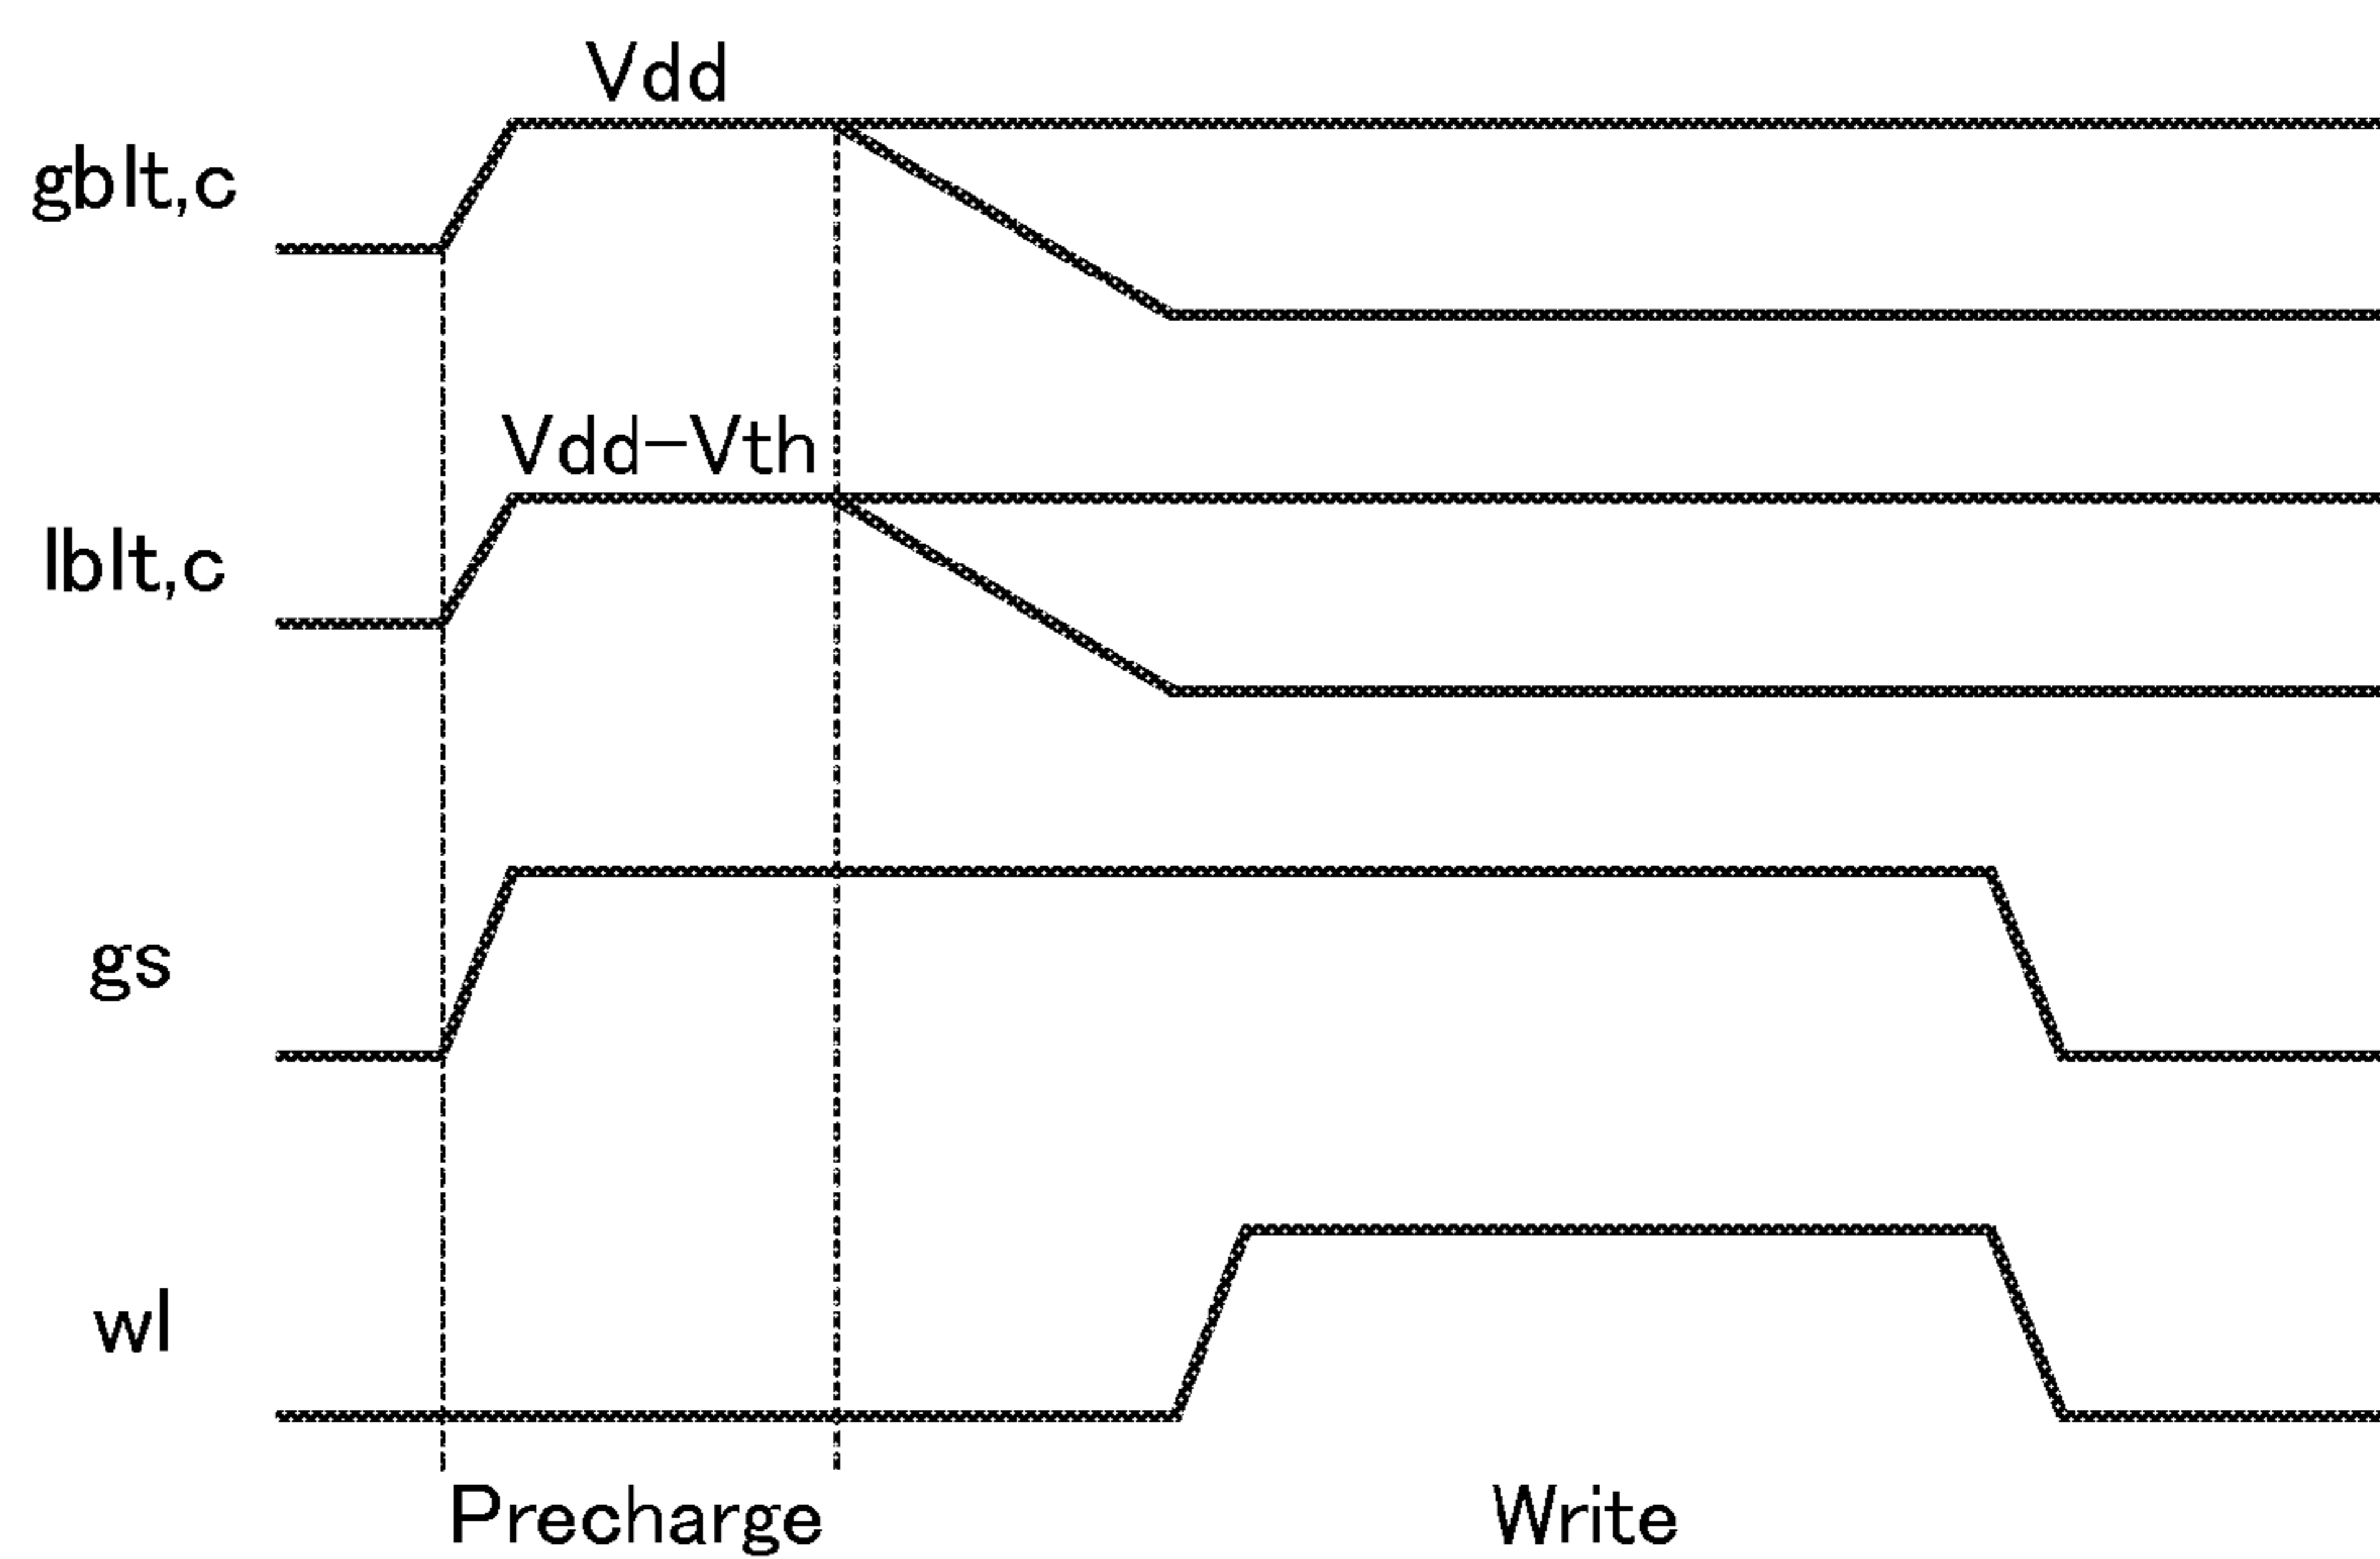 Vdd
gblt,c
Vdd-Vth
lblt,c
gs
wl
Precharge
Write